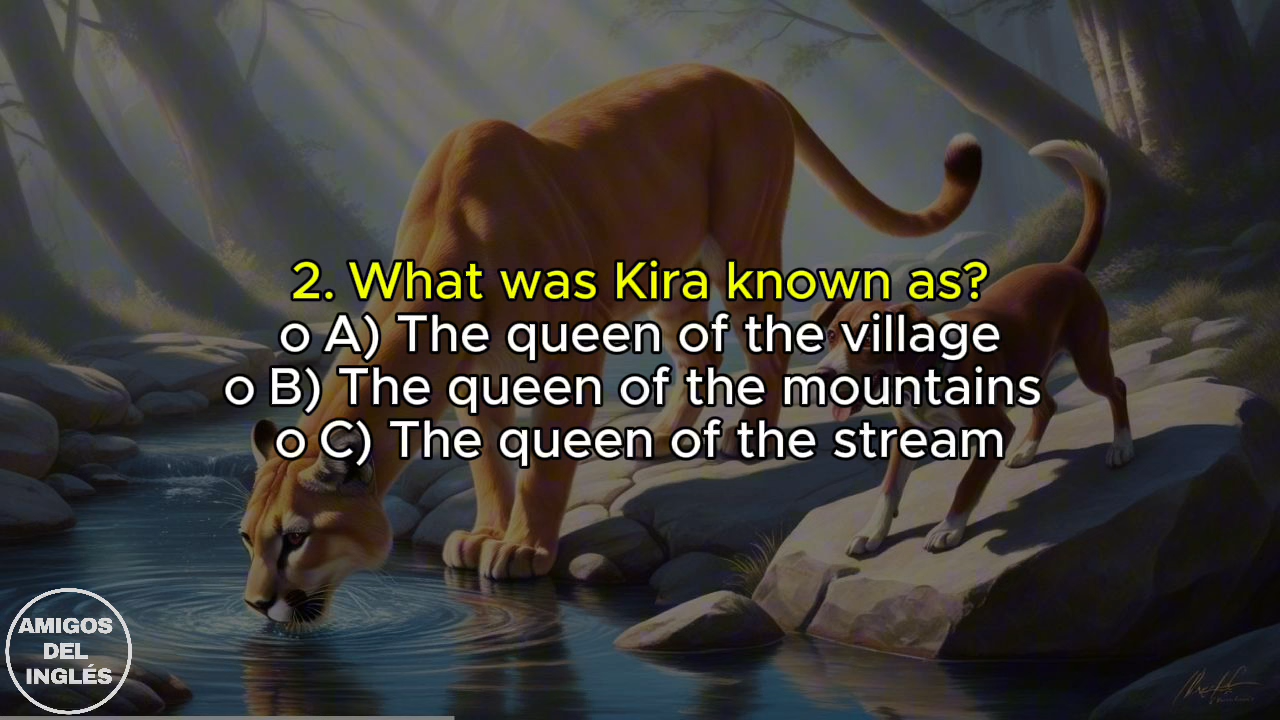 2. What was Kira known as?
o A) The queen of the village
o B) The queen of the mountains
o C) The queen of the stream
AMIGOS
DEL
INGLÉS